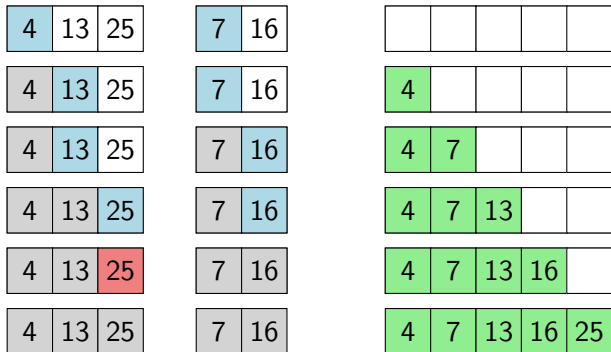 4 13 25 7 16
4 13 25 7 16 4
4 13 25 7 16 4 7
4 13 25 7 16 4 7 13
4 13 25 7 16 4 7 13 16
4 13 25 7 16 4 7 13 16 25